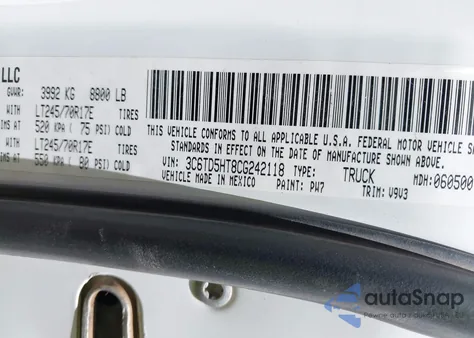 LLC
GVWR: 3992 KG 8800 LB
WITH LT245/70R17E TIRES
IMS AT 520 KPA ( 75 PSI) COLD
WITH LT245/70R17E TIRES
IMS AT 550 KPA ( 80 PSI) COLD
THIS VEHICLE CONFORMS TO ALL APPLICABLE U.S.A. FEDERAL MOTOR VEHICLE
STANDARDS IN EFFECT ON THE DATE OF MANUFACTURE SHOWN ABOVE.
VIN: 3C6TD5HT8CG242118 TYPE: TRUCK MDH: 060500
VEHICLE MADE IN MEXICO PAINT: PW7 TRIM: V9V3
autoSnap